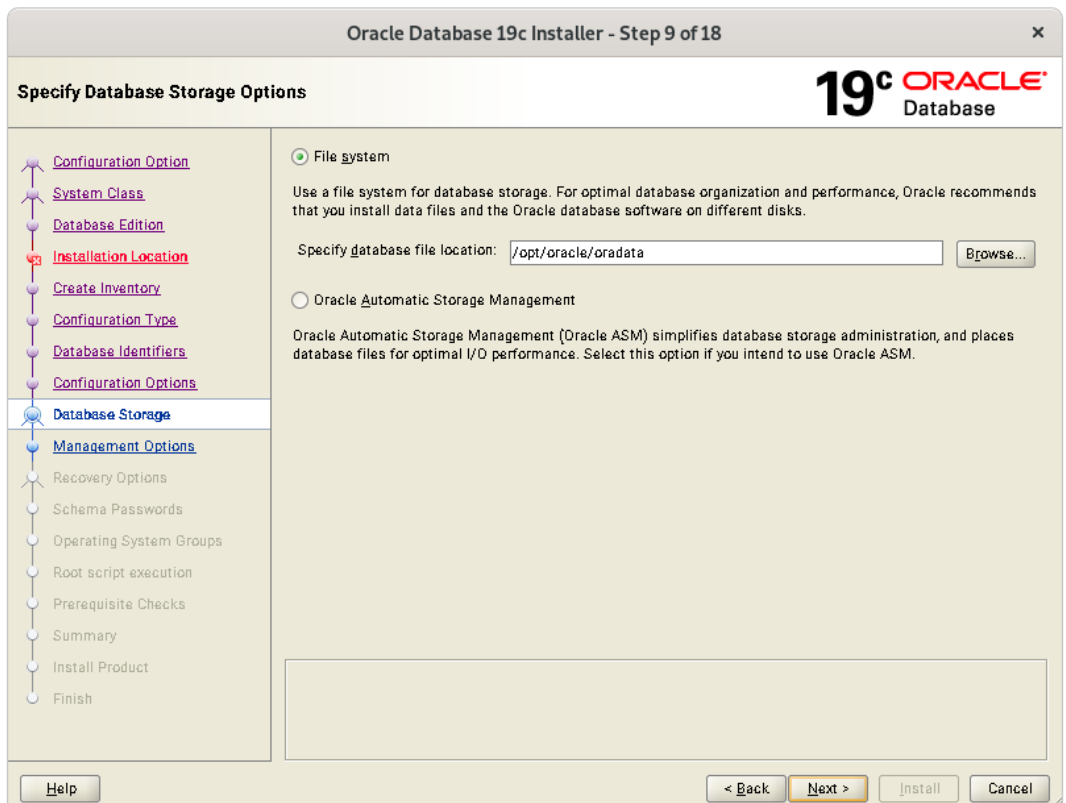 Oracle Database 19c Installer - Step 9 of 18
×
Specify Database Storage Options
19c ORACLE
Database
Configuration Option
System Class
Database Edition
Installation Location
Create Inventory
Configuration Type
Database Identifiers
Configuration Options
Database Storage
Management Options
Recovery Options
Schema Passwords
Operating System Groups
Root script execution
Prerequisite Checks
Summary
Install Product
Finish
File system
Use a file system for database storage. For optimal database organization and performance, Oracle recommends
that you install data files and the Oracle database software on different disks.
Specify database file location: /opt/oracle/oradata Browse...
Oracle Automatic Storage Management
Oracle Automatic Storage Management (Oracle ASM) simplifies database storage administration, and places
database files for optimal I/O performance. Select this option if you intend to use Oracle ASM.
Help < Back Next > Install Cancel